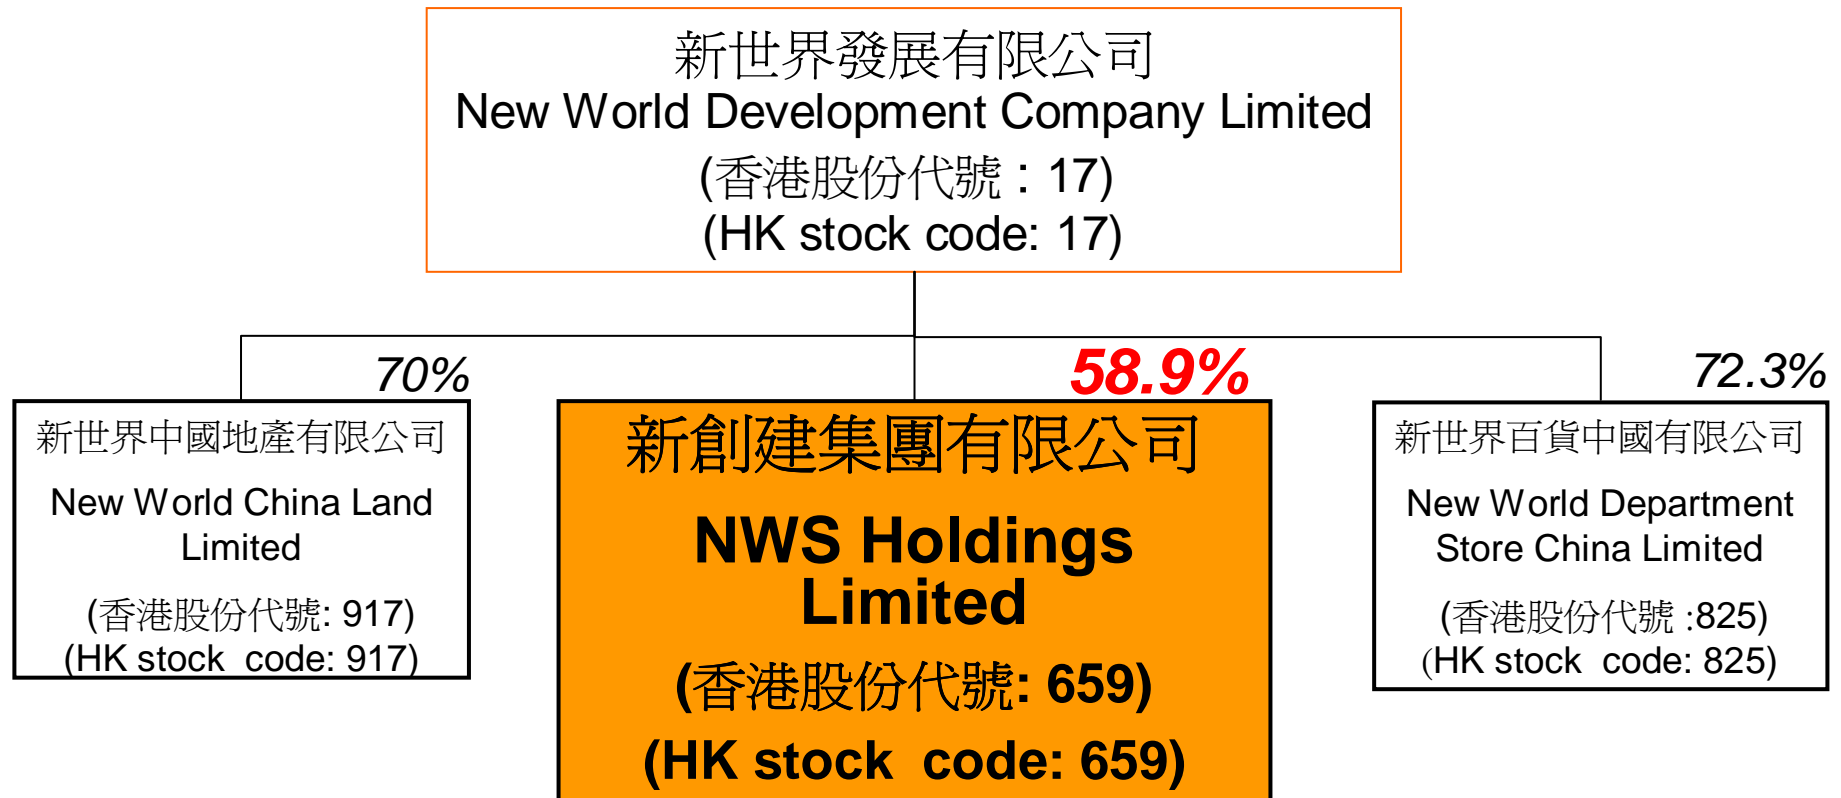 新世界發展有限公司
New World Development Company Limited
(香港股份代號 : 17)
(HK stock code: 17)
70%
58.9%
72.3%
新世界中國地產有限公司
New World China Land
Limited
(香港股份代號: 917)
(HK stock code: 917)
新創建集團有限公司
NWS Holdings
Limited
(香港股份代號: 659)
(HK stock code: 659)
新世界百貨中國有限公司
New World Department
Store China Limited
(香港股份代號 :825)
(HK stock code: 825)